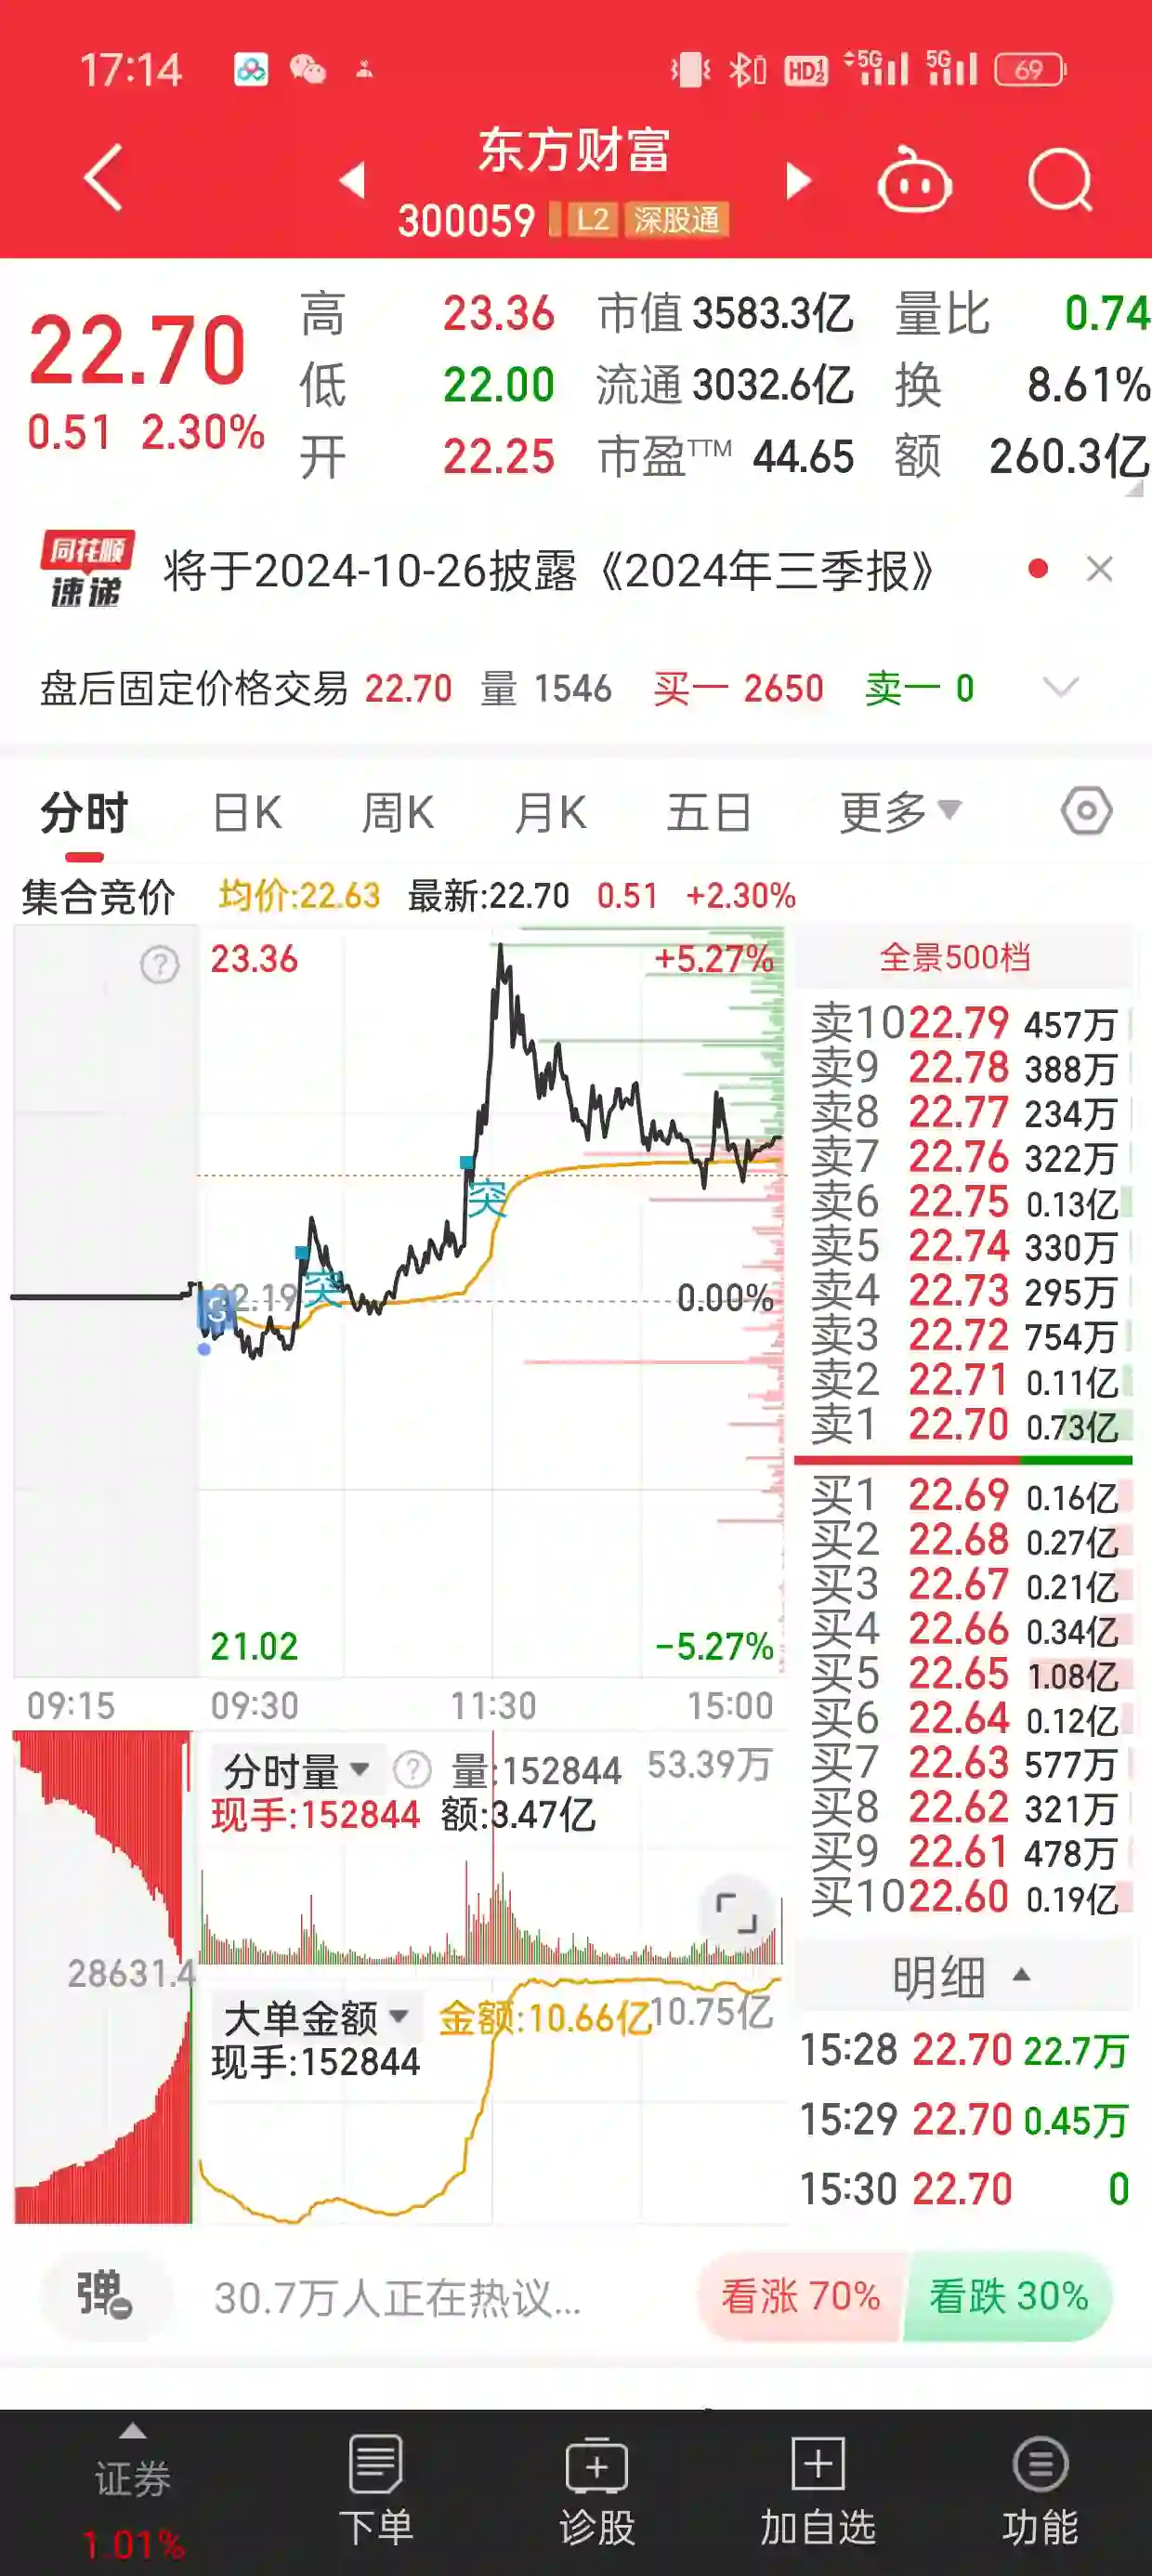 17:14 HD 1 2 5G 5G 69
东方财富
300059 L2 深股通
22.70
0.51 2.30%
高 23.36 市值 3583.3亿 量比 0.74
低 22.00 流通 3032.6亿 换 8.61%
开 22.25 市盈TTM 44.65 额 260.3亿
同花顺
速递
将于2024-10-26披露《2024年三季报》
盘后固定价格交易 22.70 量 1546 买一 2650 卖一 0
分时 日K 周K 月K 五日 更多
集合竞价 均价:22.63 最新:22.70 0.51 +2.30%
23.36 +5.27%
突
突
22.19 0.00%
21.02 -5.27%
09:15 09:30 11:30 15:00
全景500档
卖10 22.79 457万
卖9 22.78 388万
卖8 22.77 234万
卖7 22.76 322万
卖6 22.75 0.13亿
卖5 22.74 330万
卖4 22.73 295万
卖3 22.72 754万
卖2 22.71 0.11亿
卖1 22.70 0.73亿
买1 22.69 0.16亿
买2 22.68 0.27亿
买3 22.67 0.21亿
买4 22.66 0.34亿
买5 22.65 1.08亿
买6 22.64 0.12亿
买7 22.63 577万
买8 22.62 321万
买9 22.61 478万
买10 22.60 0.19亿
分时量 ? 量:152844 53.39万
现手:152844 额:3.47亿
28631.4
大单金额 金额:10.66亿 10.75亿
现手:152844
明细
15:28 22.70 22.7万
15:29 22.70 0.45万
15:30 22.70 0
弹 30.7万人正在热议... 看涨 70% 看跌 30%
证券
1.01%
下单
诊股
加自选
功能